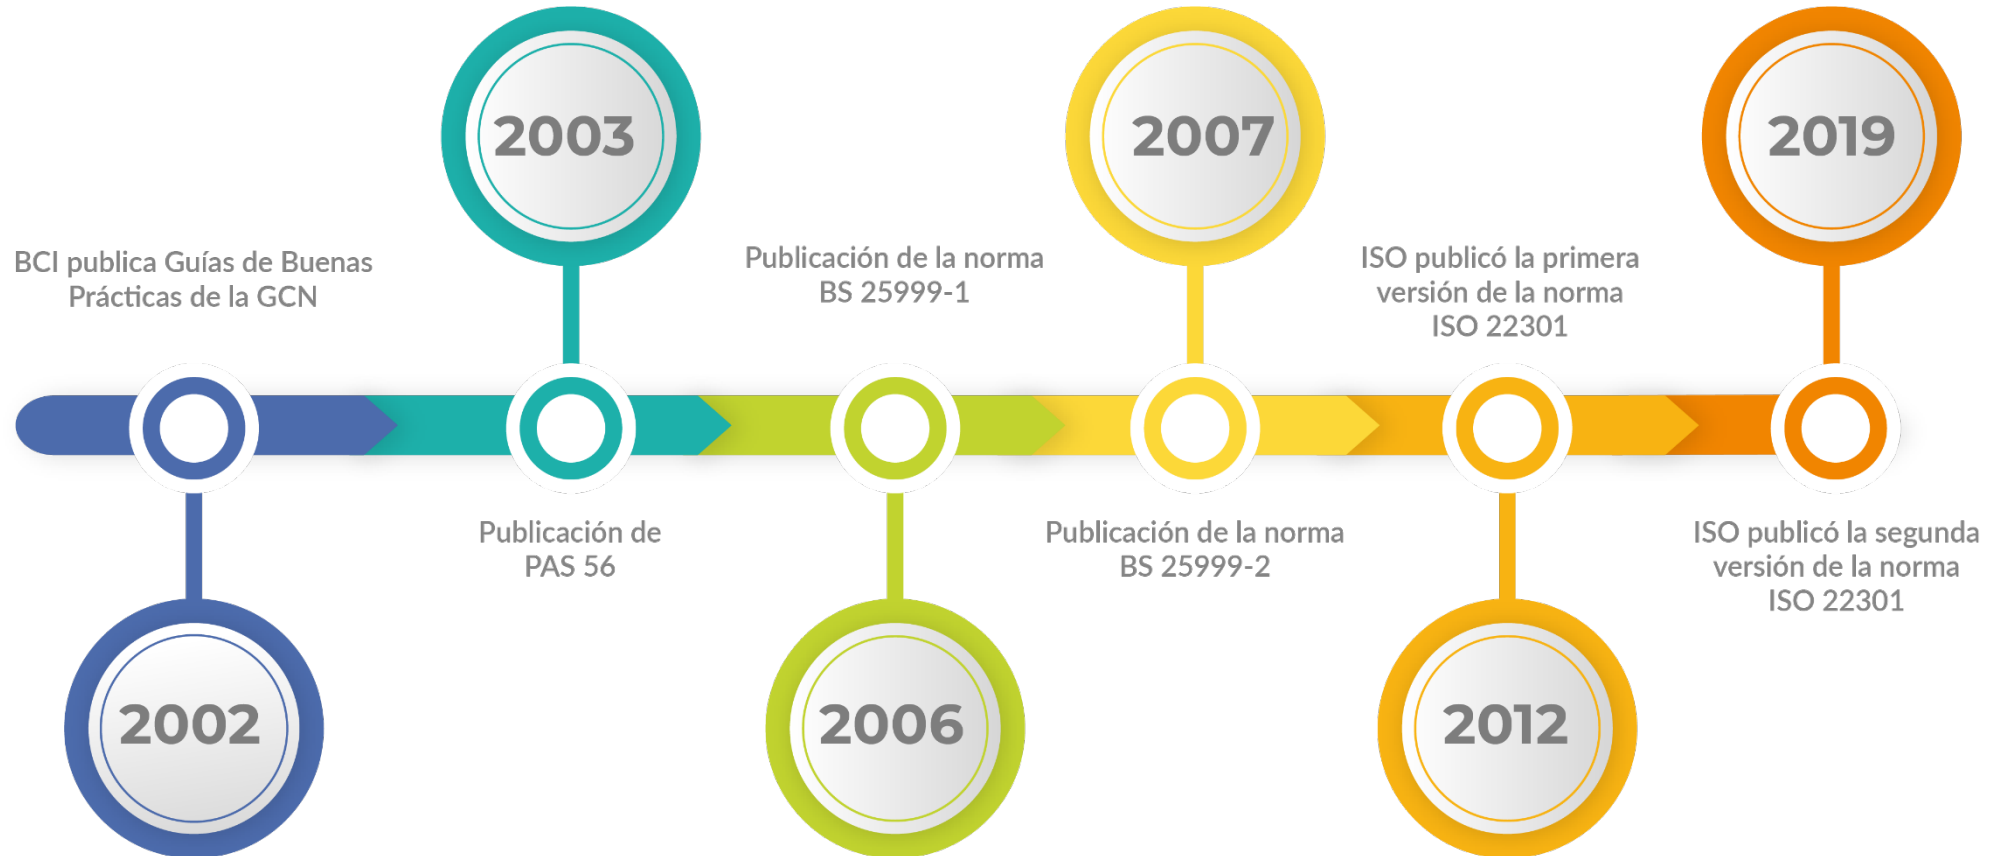 BCI publica Guías de Buenas
Prácticas de la GCN
2002
2003
Publicación de
PAS 56
Publicación de la norma
BS 25999-1
2006
2007
Publicación de la norma
BS 25999-2
ISO publicó la primera
versión de la norma
ISO 22301
2012
2019
ISO publicó la segunda
versión de la norma
ISO 22301